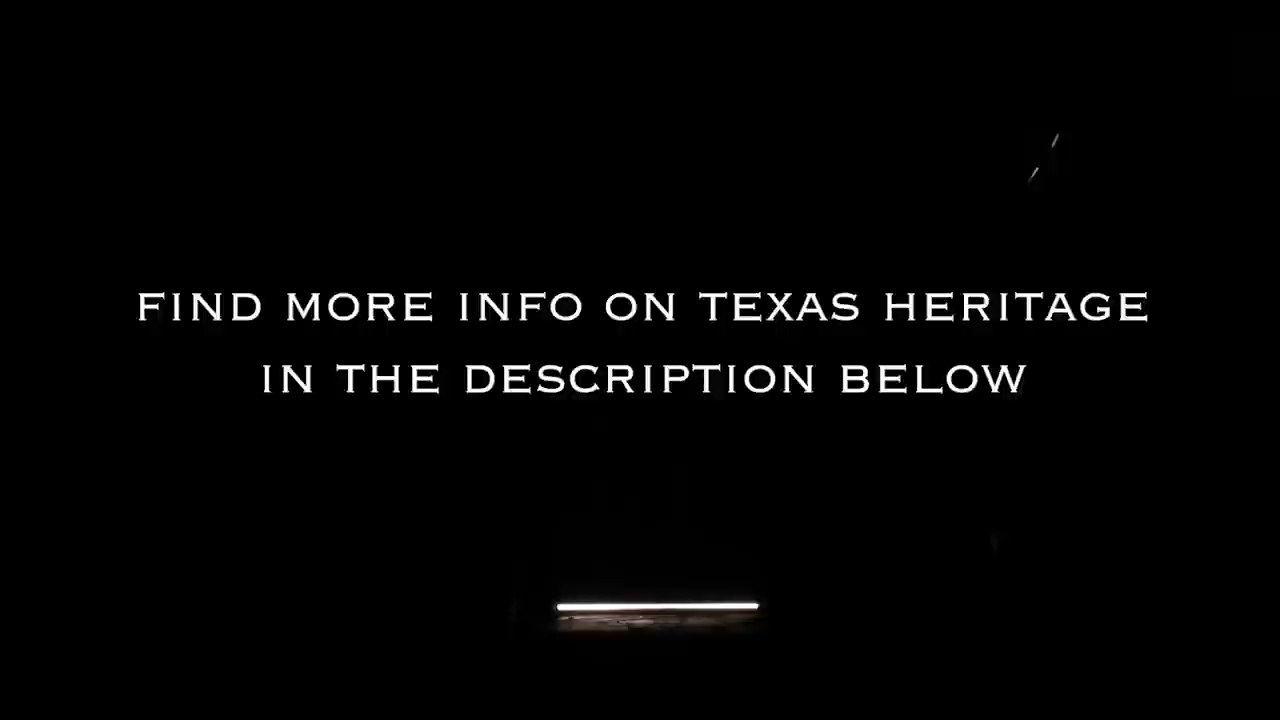 FIND MORE INFO ON TEXAS HERITAGE
IN THE DESCRIPTION BELOW